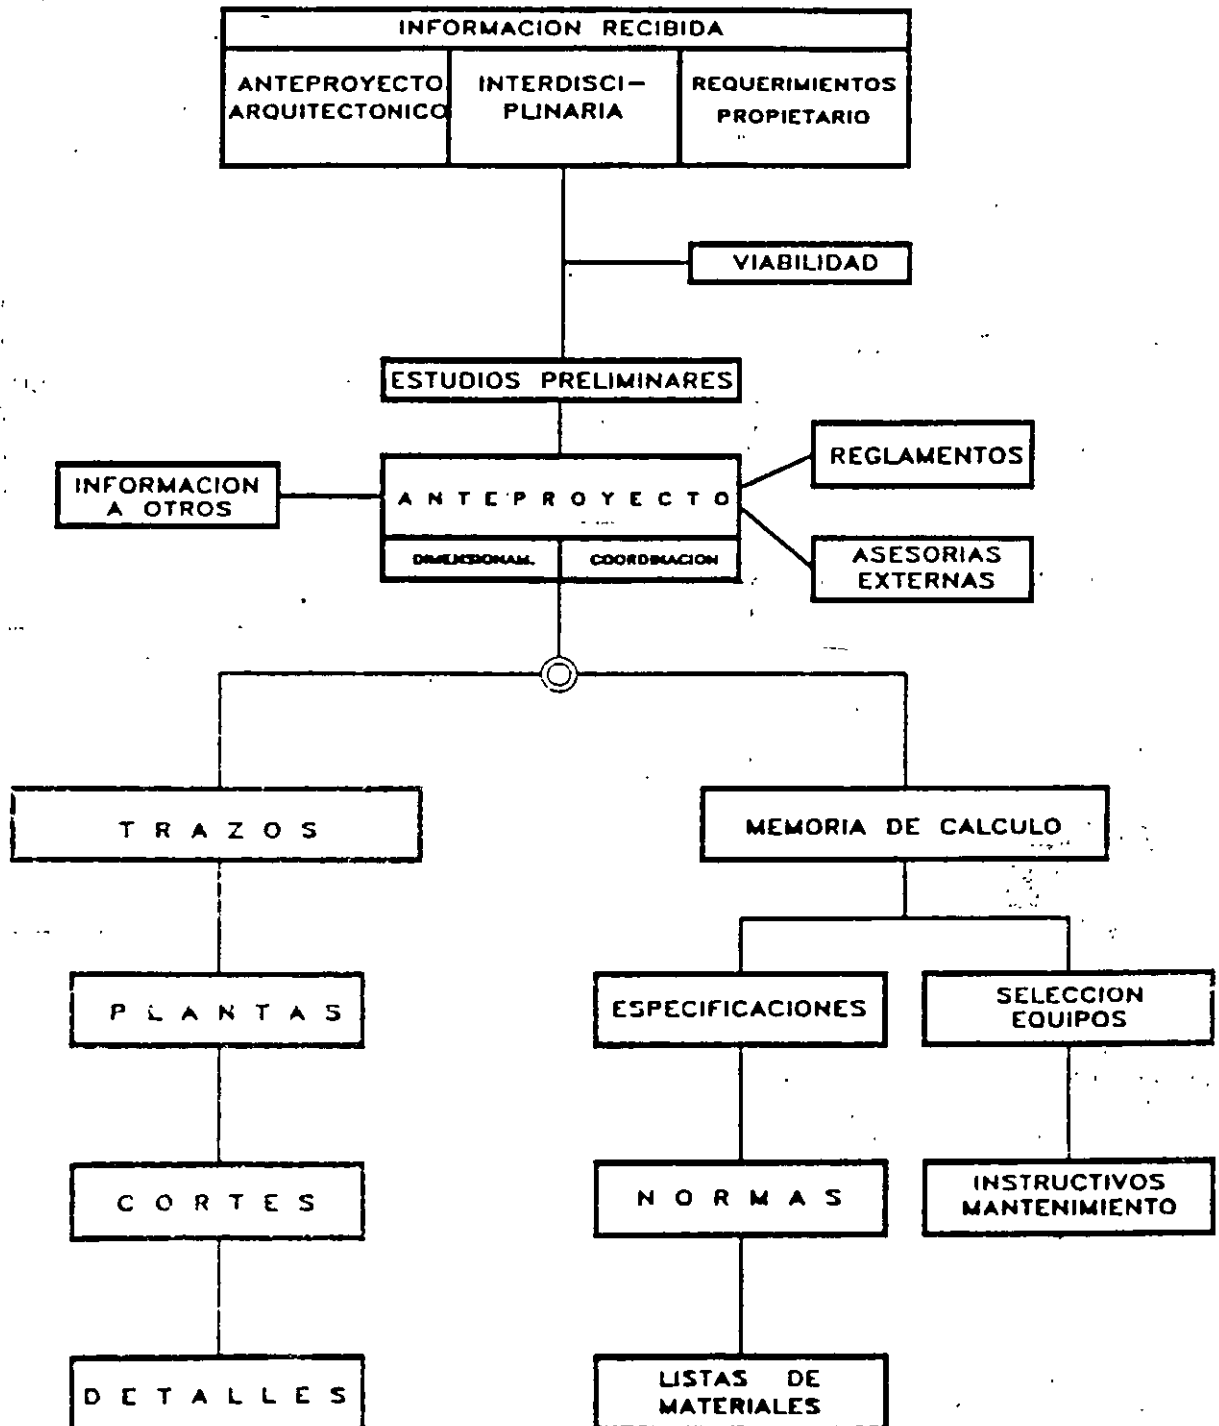 INFORMACION RECIBIDA
ANTEPROYECTO
ARQUITECTONICO
INTERDISCI-
PLINARIA
REQUERIMIENTOS
PROPIETARIO
VIABILIDAD
ESTUDIOS PRELIMINARES
INFORMACION
A OTROS
ANTEPROYECTO
REGLAMENTOS
DIMENSIONAM.
COORDINACION
ASESORIAS
EXTERNAS
TRAZOS
MEMORIA DE CALCULO
PLANTAS
ESPECIFICACIONES
SELECCION
EQUIPOS
CORTES
NORMAS
INSTRUCTIVOS
MANTENIMIENTO
DETALLES
LISTAS DE
MATERIALES